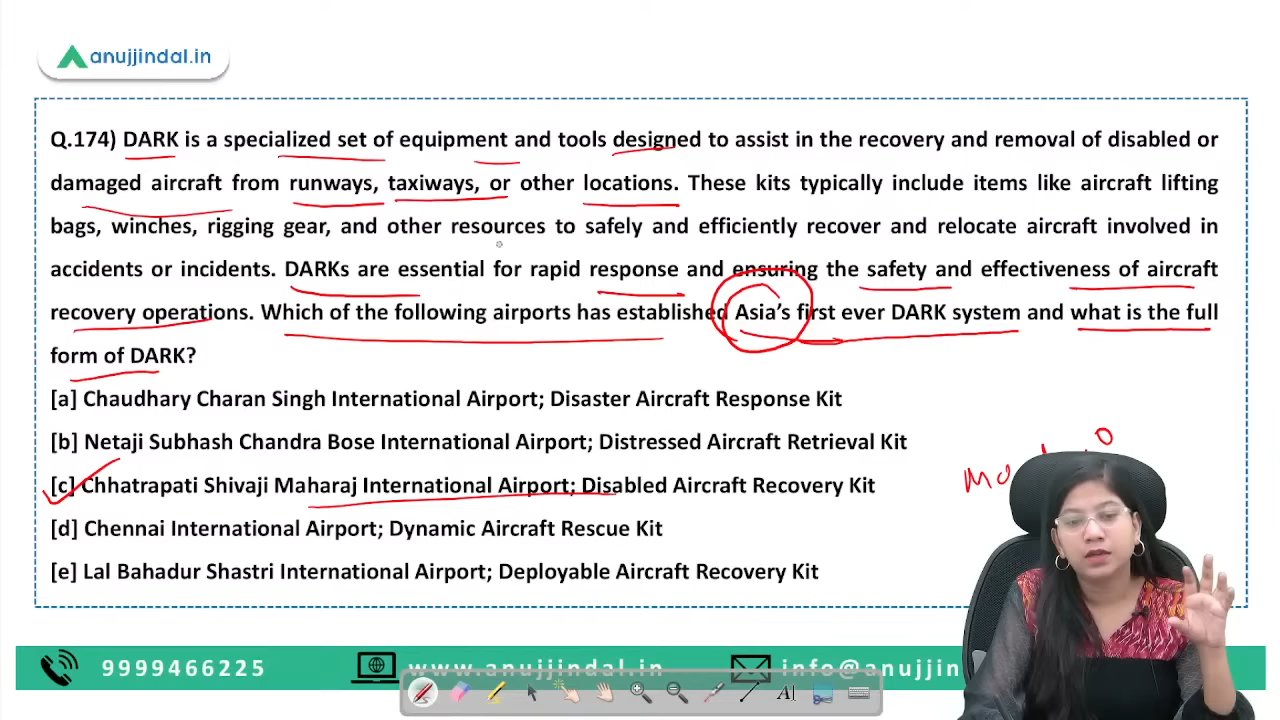 anujjindal.in
Q.174) DARK is a specialized set of equipment and tools designed to assist in the recovery and removal of disabled or
damaged aircraft from runways, taxiways, or other locations. These kits typically include items like aircraft lifting
bags, winches, rigging gear, and other resources to safely and efficiently recover and relocate aircraft involved in
accidents or incidents. DARKs are essential for rapid response and ensuring the safety and effectiveness of aircraft
recovery operations. Which of the following airports has established Asia's first ever DARK system and what is the full
form of DARK?
[a] Chaudhary Charan Singh International Airport; Disaster Aircraft Response Kit
[b] Netaji Subhash Chandra Bose International Airport; Distressed Aircraft Retrieval Kit
[c] Chhatrapati Shivaji Maharaj International Airport; Disabled Aircraft Recovery Kit
[d] Chennai International Airport; Dynamic Aircraft Rescue Kit
[e] Lal Bahadur Shastri International Airport; Deployable Aircraft Recovery Kit
9999466225 www.anujjindal.in info@anujjin